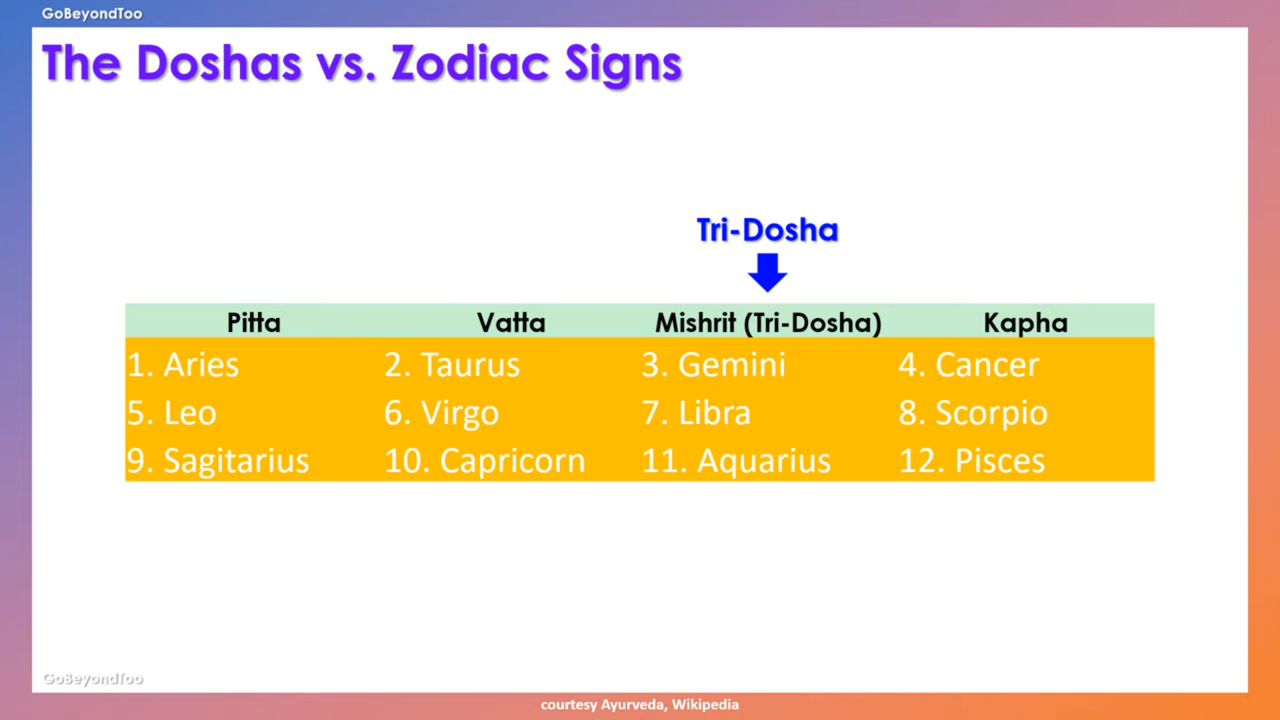 GoBeyondToo
The Doshas vs. Zodiac Signs
Tri-Dosha
Pitta Vatta Mishrit (Tri-Dosha) Kapha
1. Aries 2. Taurus 3. Gemini 4. Cancer
5. Leo 6. Virgo 7. Libra 8. Scorpio
9. Sagitarius 10. Capricorn 11. Aquarius 12. Pisces
GoBeyondToo
courtesy Ayurveda, Wikipedia